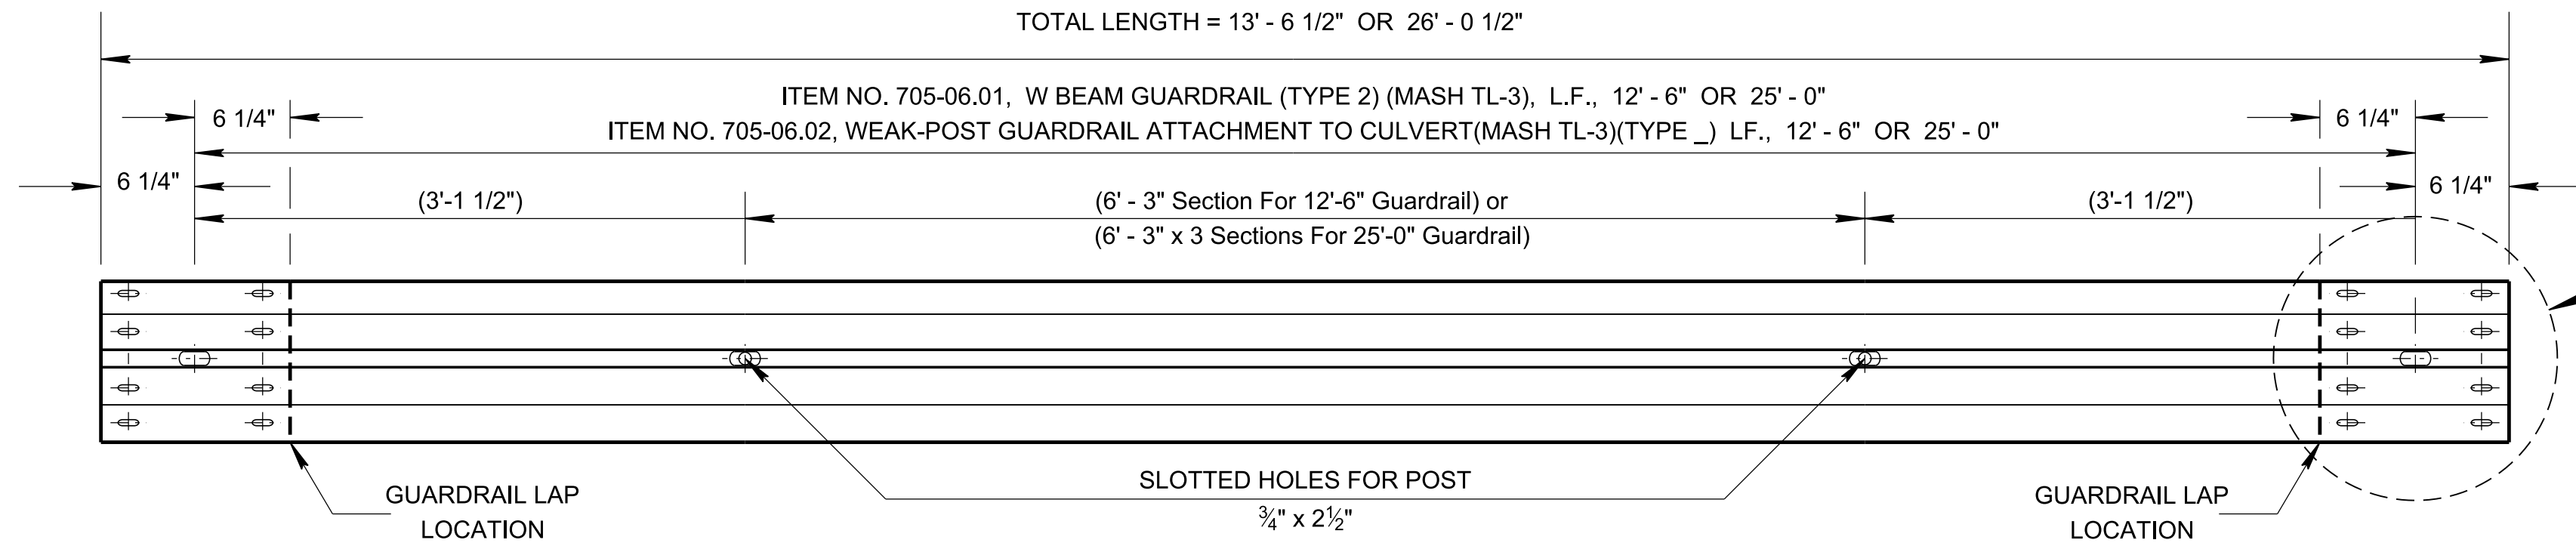 TOTAL LENGTH = 13' - 6 1/2" OR 26' - 0 1/2"
ITEM NO. 705-06.01, W BEAM GUARDRAIL (TYPE 2) (MASH TL-3), L.F., 12' - 6" OR 25' - 0"
6 1/4"
6 1/4"
ITEM NO. 705-06.02, WEAK-POST GUARDRAIL ATTACHMENT TO CULVERT(MASH TL-3)(TYPE _) LF., 12' - 6" OR 25' - 0"
6 1/4"
6 1/4"
(3'-1 1/2")
(6' - 3" Section For 12'-6" Guardrail) or
(3'-1 1/2")
(6' - 3" x 3 Sections For 25'-0" Guardrail)
SLOTTED HOLES FOR POST
¾" x 2½"
GUARDRAIL LAP
LOCATION
GUARDRAIL LAP
LOCATION